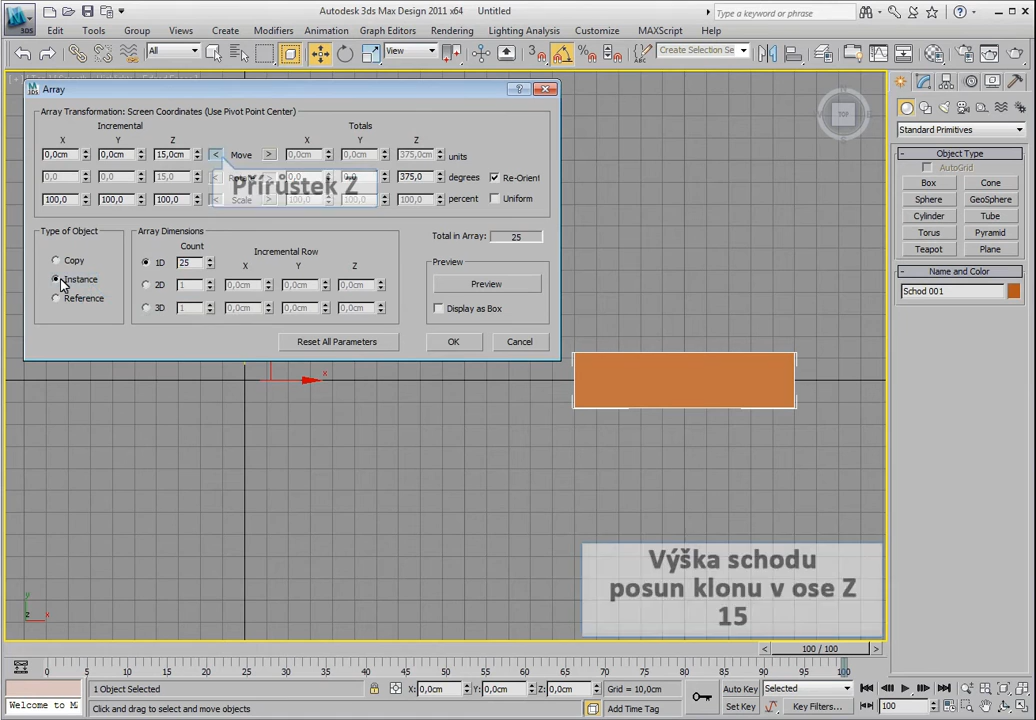 Autodesk 3ds Max Design 2011 x64 Untitled
Type a keyword or phrase
3DS
Edit Tools Group Views Create Modifiers Animation Graph Editors Rendering Lighting Analysis Customize MAXScript Help
All View 3 Create Selection Se
Array
Array Transformation: Screen Coordinates (Use Pivot Point Center)
Incremental Totals
X Y Z X Y Z
0,0cm 0,0cm 15,0cm < Move > 0,0cm 0,0cm 375,0cm units
0,0 0,0 15,0 < > 0,0 375,0 degrees Re-Orient
100,0 100,0 100,0 < Scale > 100,0 100,0 375,0cm percent Uniform
Přírůstek Z
Type of Object
Copy
Instance
Reference
Array Dimensions
Count Incremental Row
X Y Z
1D 25
2D 1 0,0cm 0,0cm 0,0cm
3D 1 0,0cm 0,0cm 0,0cm
Total in Array: 25
Preview
Preview
Display as Box
Reset All Parameters OK Cancel
TOP
Standard Primitives
Object Type
AutoGrid
Box Cone
Sphere GeoSphere
Cylinder Tube
Torus Pyramid
Teapot Plane
Name and Color
Schod 001
x
y
z x
Výška schodu
posun klonu v ose Z
15
< 100 / 100 >
0 5 10 15 20 25 30 35 40 45 50 55 60 65 70 75 80 85 90 95 100
1 Object Selected X: 0,0cm Y: 0,0cm Z: 0,0cm Grid = 10,0cm Auto Key Selected
Welcome to M Click and drag to select and move objects Add Time Tag Set Key Key Filters... 100